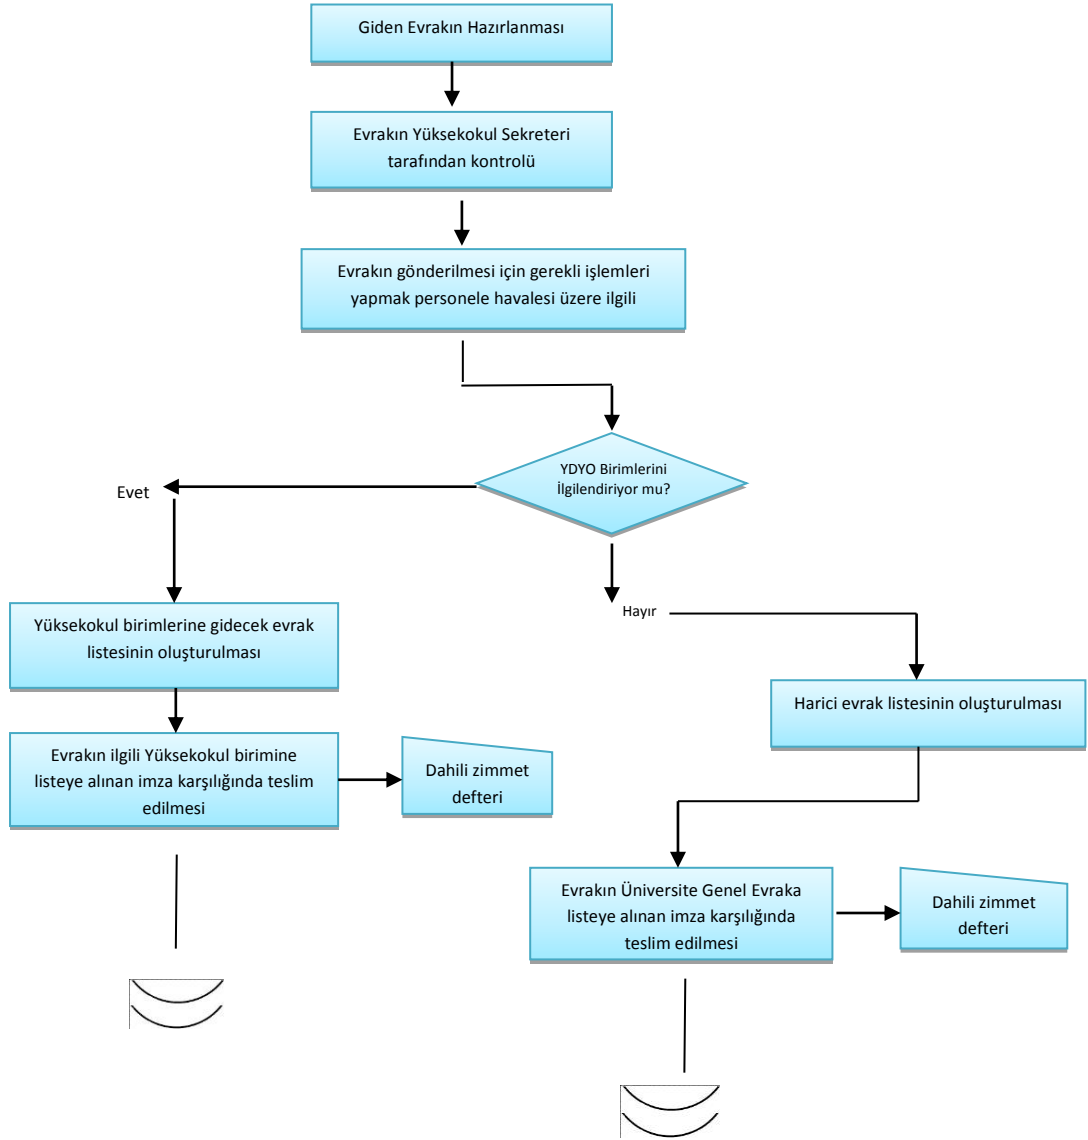 Giden Evrakın Hazırlanması
Evrakın Yüksekokul Sekreteri
tarafından kontrolü
Evrakın gönderilmesi için gerekli işlemleri
yapmak personele havalesi üzere ilgili
YDYO Birimlerini
İlgilendiriyor mu?
Evet
Hayır
Yüksekokul birimlerine gidecek evrak
listesinin oluşturulması
Harici evrak listesinin oluşturulması
Evrakın ilgili Yüksekokul birimine
listeye alınan imza karşılığında teslim
edilmesi
Dahili zimmet
defteri
Evrakın Üniversite Genel Evraka
listeye alınan imza karşılığında
teslim edilmesi
Dahili zimmet
defteri